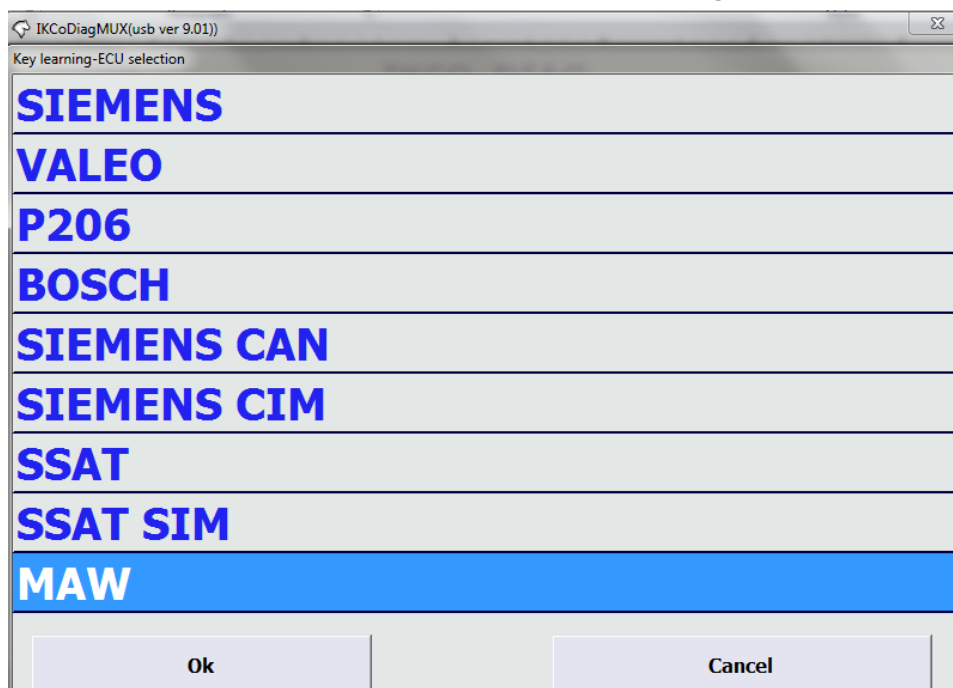 IKCoDiagMUX(usb ver 9.01))
Key learning-ECU selection
SIEMENS
VALEO
P206
BOSCH
SIEMENS CAN
SIEMENS CIM
SSAT
SSAT SIM
MAW
Ok Cancel